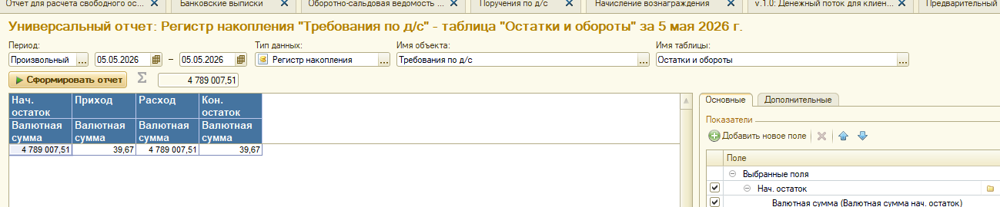 Отчет для расчета свободного ос...
Банковские выписки
Оборотно-сальдовая ведомость ...
Поручения по д/с
Начисление вознаграждения
v.1.0: Денежный поток для клиен...
Предварительный
Универсальный отчет: Регистр накопления "Требования по д/с" - таблица "Остатки и обороты" за 5 мая 2026 г.
Период: Тип данных: Имя объекта: Имя таблицы:
Произвольный ... 05.05.2026 – 05.05.2026 Регистр накопления ... Требования по д/с ... Остатки и обороты ...
Сформировать отчет Σ 4 789 007,51
Нач. остаток Приход Расход Кон. остаток
Валютная сумма Валютная сумма Валютная сумма Валютная сумма
4 789 007,51 39,67 4 789 007,51 39,67
Основные Дополнительные
Показатели
Добавить новое поле
Поле
Выбранные поля
Нач. остаток
Валютная сумма (Валютная сумма нач. остаток)